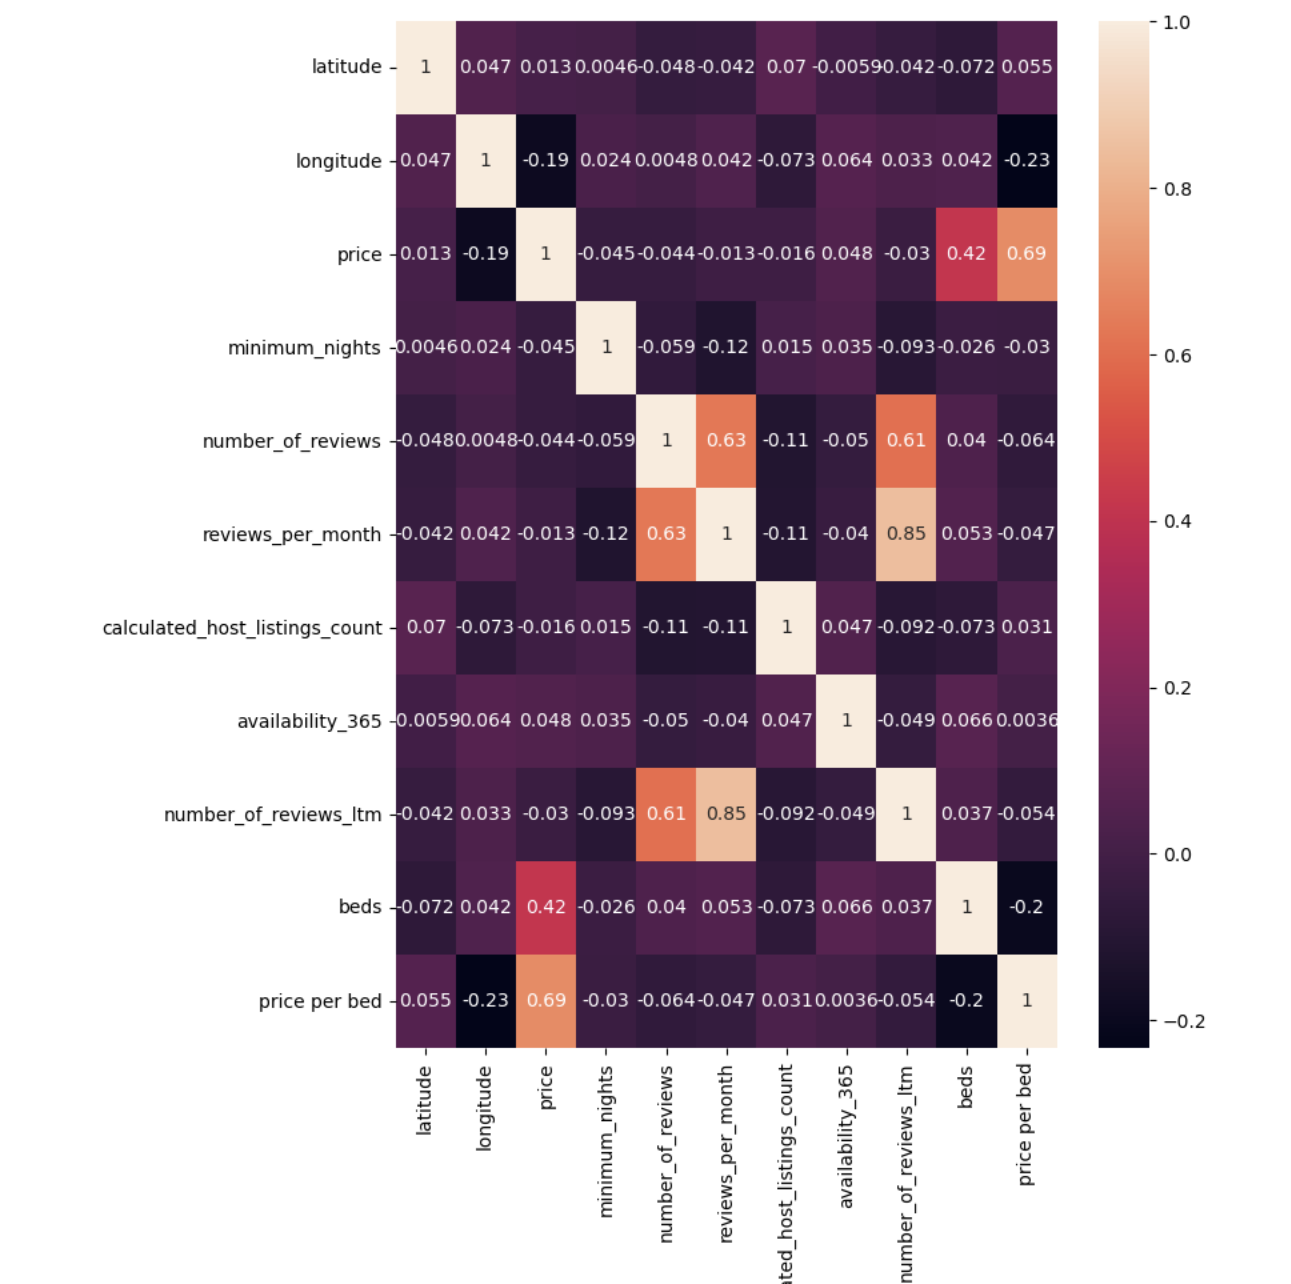 latitude 1 0.047 0.013 0.0046 -0.048 -0.042 0.07 -0.0059 -0.042 -0.072 0.055
longitude 0.047 1 -0.19 0.024 0.0048 0.042 -0.073 0.064 0.033 0.042 -0.23
price 0.013 -0.19 1 -0.045 -0.044 -0.013 -0.016 0.048 -0.03 0.42 0.69
minimum_nights 0.0046 0.024 -0.045 1 -0.059 -0.12 0.015 0.035 -0.093 -0.026 -0.03
number_of_reviews -0.048 0.0048 -0.044 -0.059 1 0.63 -0.11 -0.05 0.61 0.04 -0.064
reviews_per_month -0.042 0.042 -0.013 -0.12 0.63 1 -0.11 -0.04 0.85 0.053 -0.047
calculated_host_listings_count 0.07 -0.073 -0.016 0.015 -0.11 -0.11 1 0.047 -0.092 -0.073 0.031
availability_365 -0.0059 0.064 0.048 0.035 -0.05 -0.04 0.047 1 -0.049 0.066 0.0036
number_of_reviews_ltm -0.042 0.033 -0.03 -0.093 0.61 0.85 -0.092 -0.049 1 0.037 -0.054
beds -0.072 0.042 0.42 -0.026 0.04 0.053 -0.073 0.066 0.037 1 -0.2
price per bed 0.055 -0.23 0.69 -0.03 -0.064 -0.047 0.031 0.0036 -0.054 -0.2 1
latitude
longitude
price
minimum_nights
number_of_reviews
reviews_per_month
ated_host_listings_count
availability_365
number_of_reviews_ltm
beds
price per bed
1.0
0.8
0.6
0.4
0.2
0.0
−0.2